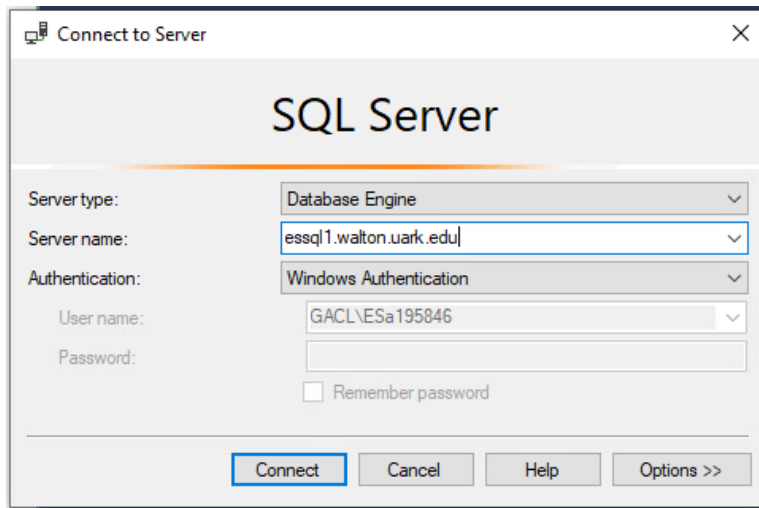 Connect to Server
SQL Server
Server type: Database Engine
Server name: essql1.walton.uark.edu
Authentication: Windows Authentication
User name: GACL\ESa195846
Password:
Remember password
Connect Cancel Help Options >>